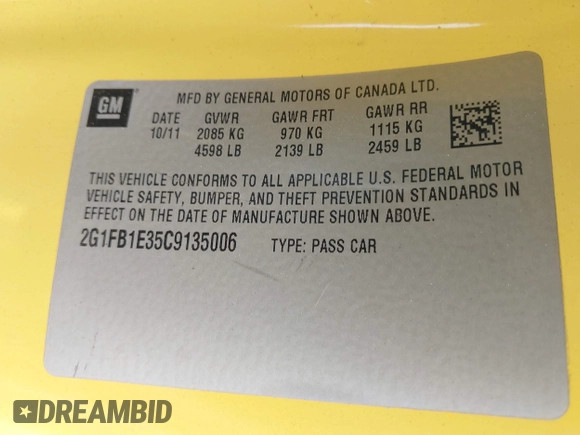 GM
MFD BY GENERAL MOTORS OF CANADA LTD.
DATE GVWR GAWR FRT GAWR RR
10/11 2085 KG 970 KG 1115 KG
4598 LB 2139 LB 2459 LB
THIS VEHICLE CONFORMS TO ALL APPLICABLE U.S. FEDERAL MOTOR
VEHICLE SAFETY, BUMPER, AND THEFT PREVENTION STANDARDS IN
EFFECT ON THE DATE OF MANUFACTURE SHOWN ABOVE.
2G1FB1E35C9135006 TYPE: PASS CAR
DREAMBID